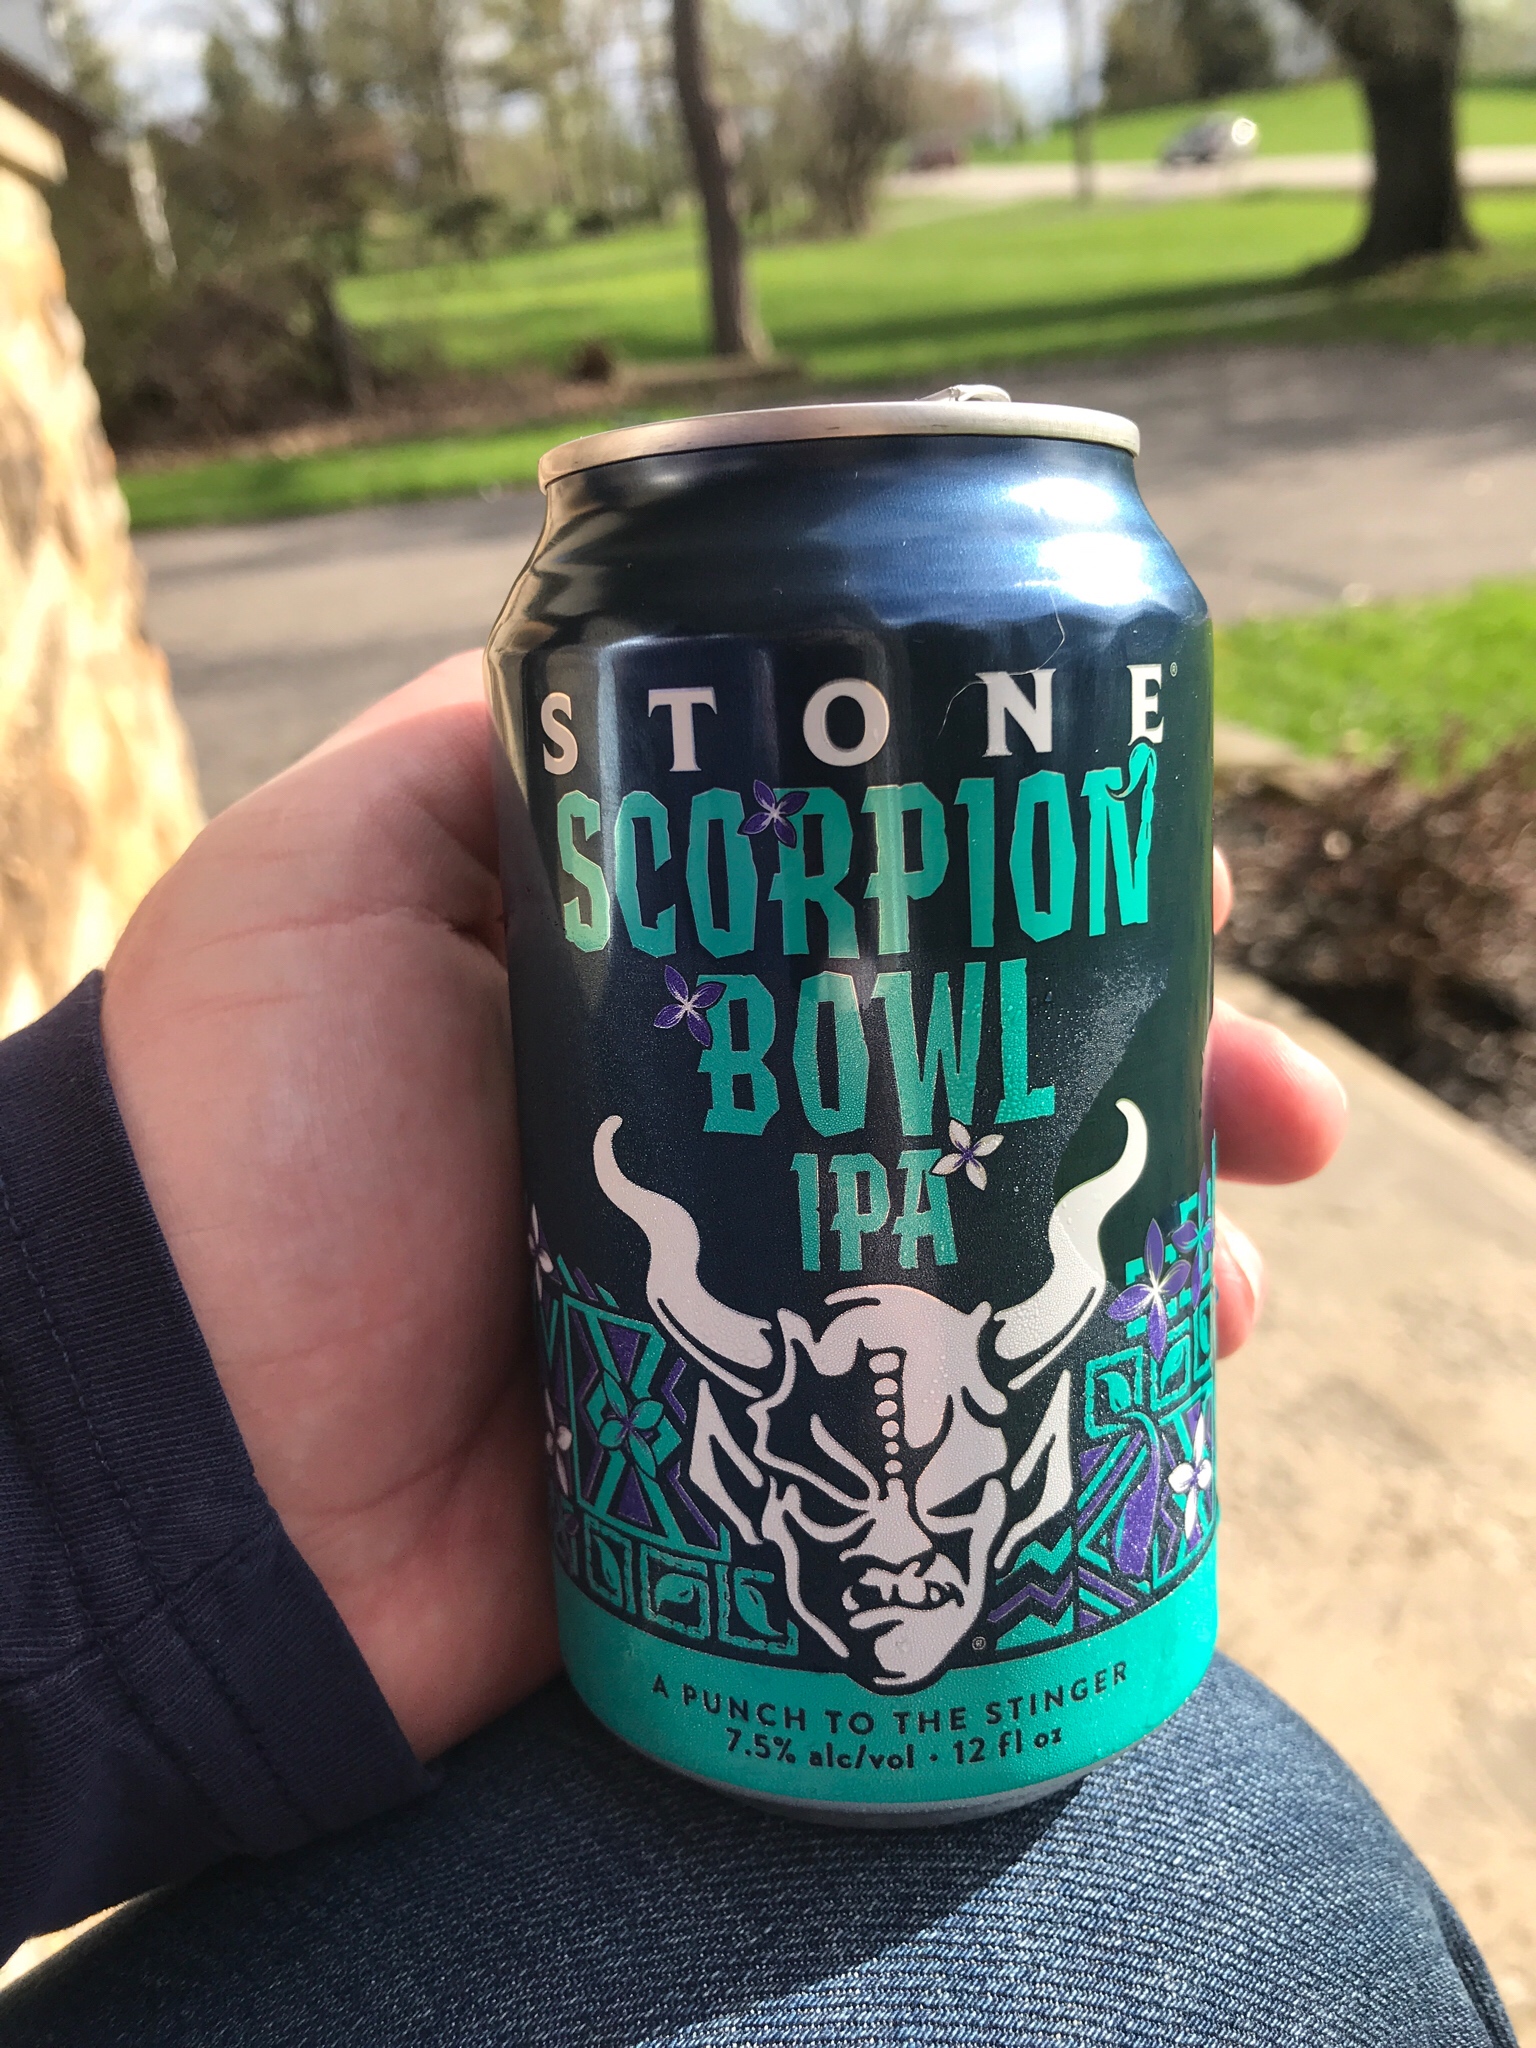 STONE®
SCORPION
BOWL
IPA
®
A PUNCH TO THE STINGER
7.5% alc/vol · 12 fl oz